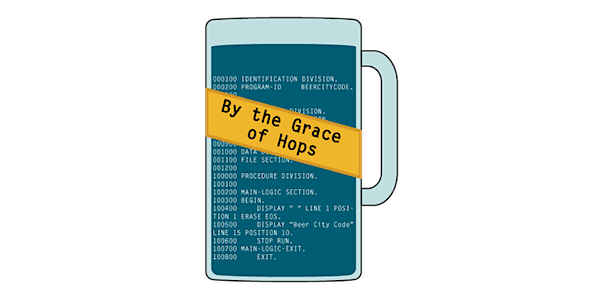 000100 IDENTIFICATION DIVISION.
000200 PROGRAM-ID     BEERCITYCODE.
DIVISION.
By the Grace
of Hops
001000 DATA
001100 FILE SECTION.
001200
100000 PROCEDURE DIVISION.
100100
100200 MAIN-LOGIC SECTION.
100300 BEGIN.
100400     DISPLAY " " LINE 1 POSI-
TION 1 ERASE EOS.
100500     DISPLAY "Beer City Code"
LINE 15 POSITION 10.
100600     STOP RUN.
100700 MAIN-LOGIC-EXIT.
100800     EXIT.